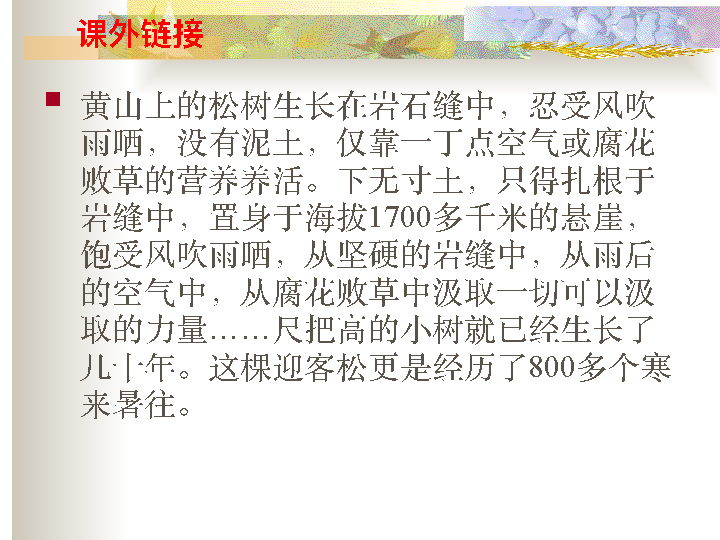 课外链接
黄山上的松树生长在岩石缝中，忍受风吹
雨哂，没有泥土，仅靠一丁点空气或腐花
败草的营养养活。下无寸土，只得扎根于
岩缝中，置身于海拔1700多千米的悬崖，
饱受风吹雨哂，从坚硬的岩缝中，从雨后
的空气中，从腐花败草中汲取一切可以汲
取的力量……尺把高的小树就已经生长了
几十年。这棵迎客松更是经历了800多个寒
来暑往。